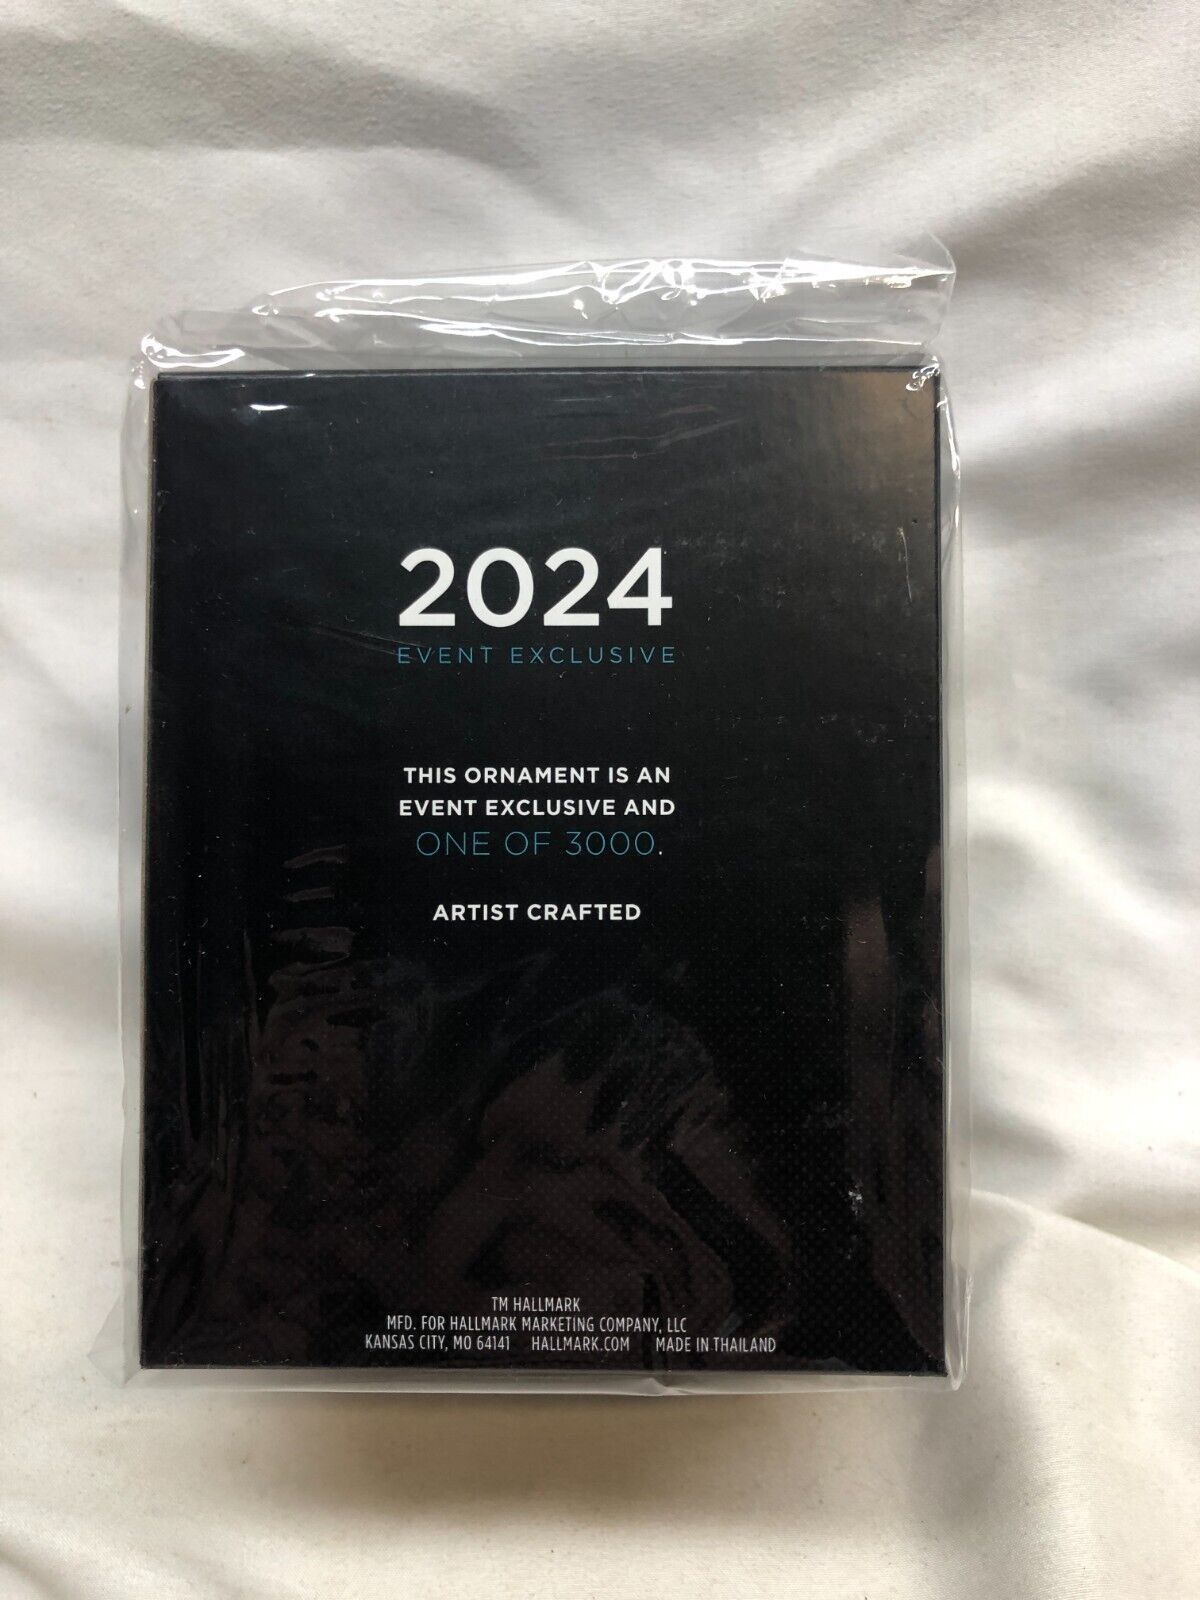 2024
EVENT EXCLUSIVE
THIS ORNAMENT IS AN
EVENT EXCLUSIVE AND
ONE OF 3000.
ARTIST CRAFTED
TM HALLMARK
MFD. FOR HALLMARK MARKETING COMPANY, LLC
KANSAS CITY, MO 64141 HALLMARK.COM MADE IN THAILAND